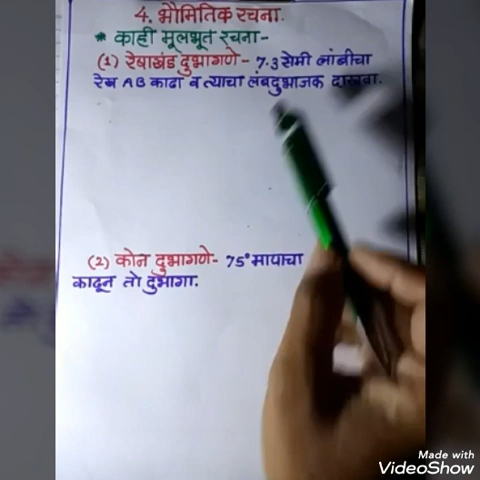 4. भौमितिक रचना.
* काही मूलभूत रचना-
(1) रेषाखंड दुभागणे- 7.3 सेमी लांबीचा
रेख AB काढा व त्याचा लंबदुभाजक दाखवा.
(2) कोन दुभागणे- 75° मापाचा
काढून तो दुभागा.
Made with
VideoShow